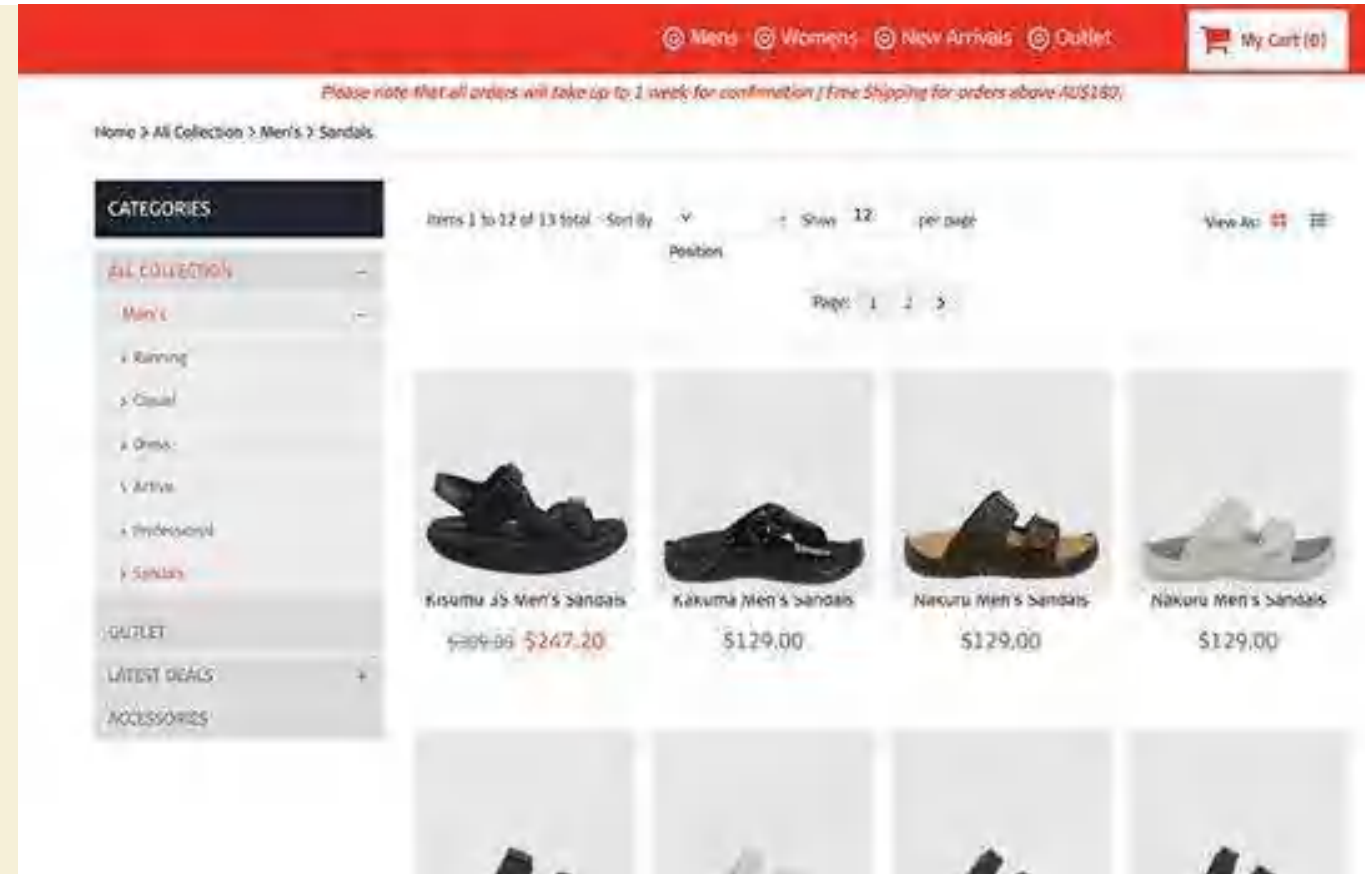 Mens Womens New Arrivals Outlet
My Cart (0)
Please note that all orders will take up to 1 week for confirmation / Free Shipping for orders above AU$180.
Home > All Collection > Men's > Sandals
CATEGORIES
Items 1 to 12 of 13 total Sort By
Show 12 per page
View As:
Position
ALL COLLECTION −
Page: 1 2 >
Men's −
> Running
> Casual
> Dress
> Active
> Professional
> Sandals
Kisumu 3S Men's Sandals
Kakuma Men's Sandals
Nakuru Men's Sandals
Nakuru Men's Sandals
OUTLET
$309.00 $247.20
$129.00
$129.00
$129.00
LATEST DEALS +
ACCESSORIES